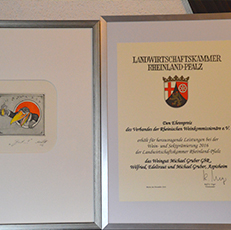 LANDWIRTSCHAFTSKAMMER
RHEINLAND-PFALZ
Den Ehrenpreis
des Verbandes der Rheinischen Weinkommissionäre e.V.
erhält für hervorragende Leistungen bei der
Wein- und Sektprämierung 2014
der Landwirtschaftskammer Rheinland-Pfalz
das Weingut Michael Gruber GbR
Wilfried, Edeltraut und Michael Gruber, Appenheim